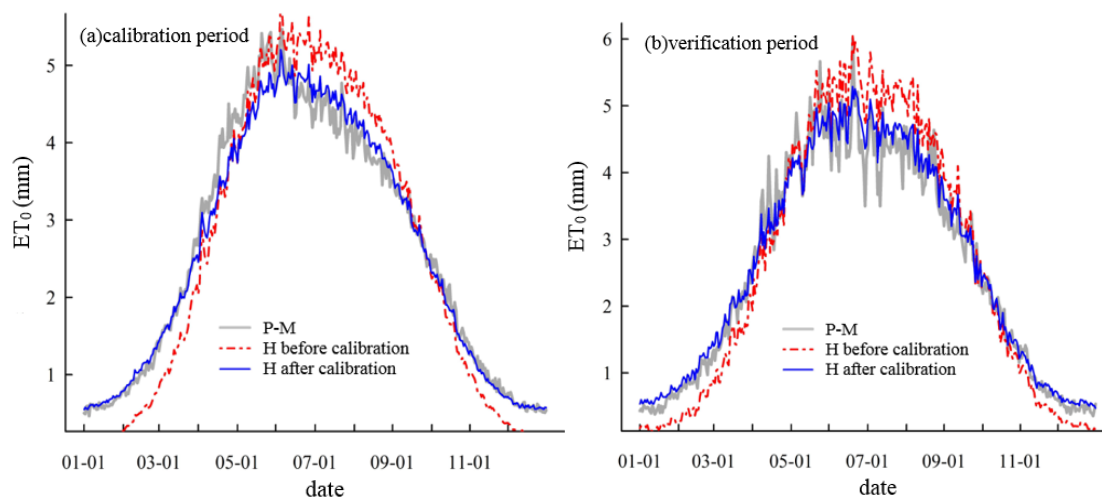 (a)calibration period
5
4
3
2
1
ET₀ (mm)
P-M
H before calibration
H after calibration
01-01 03-01 05-01 07-01 09-01 11-01
date
(b)verification period
6
5
4
3
2
1
ET₀ (mm)
P-M
H before calibration
H after calibration
01-01 03-01 05-01 07-01 09-01 11-01
date